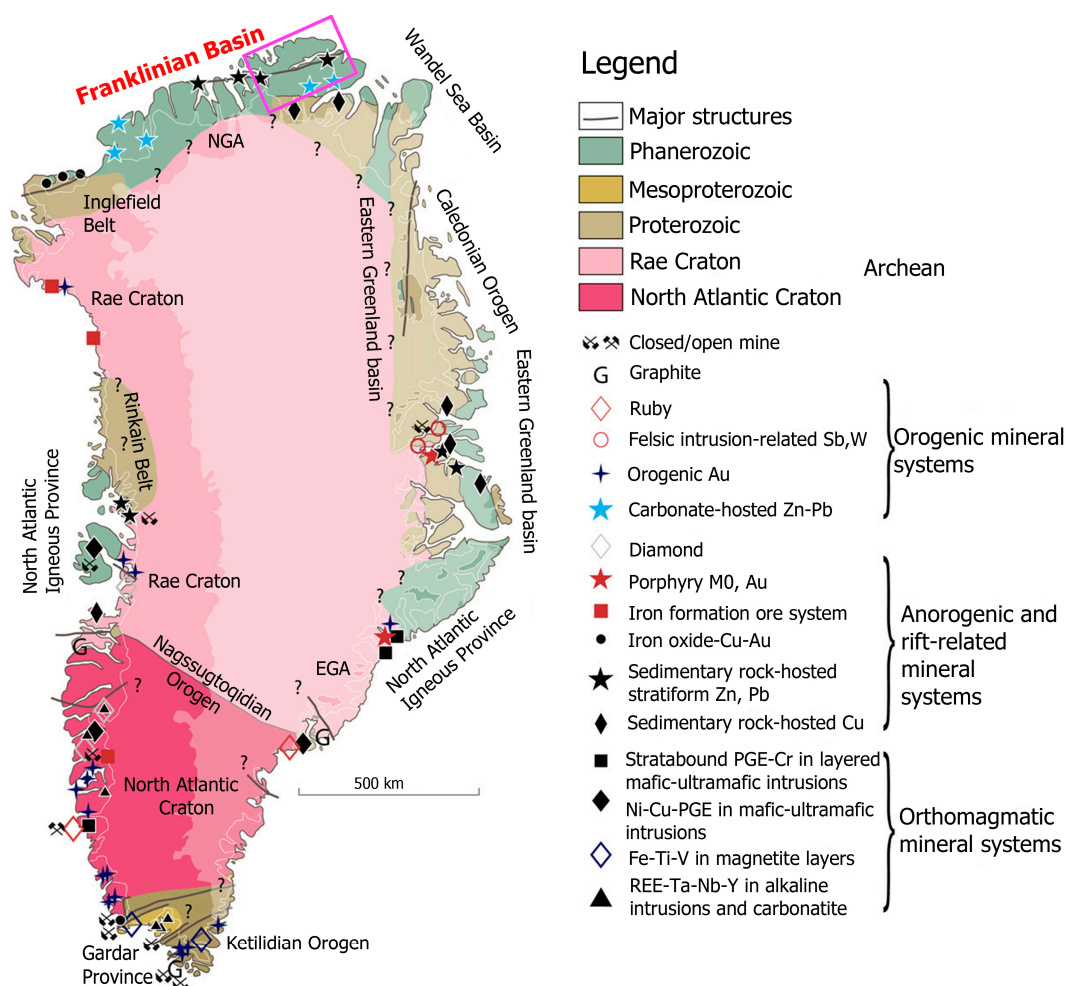 Franklinian Basin
Wandel Sea Basin
NGA
?
?
?
?
?
?
Inglefield
Belt
Caledonian Orogen
Eastern Greenland basin
?
Rae Craton
?
Eastern Greenland basin
?
Rinkain Belt
?
?
North Atlantic
Igneous Province
Rae Craton
?
?
G
Nagssugtoqidian
Orogen
EGA
North Atlantic
Igneous Province
?
?
G
?
North Atlantic
Craton
500 km
?
?
Gardar
Province
G
Ketilidian Orogen
Legend
Major structures
Phanerozoic
Mesoproterozoic
Proterozoic
Rae Craton
Archean
North Atlantic Craton
Closed/open mine
G Graphite
Ruby
Felsic intrusion-related Sb,W
Orogenic Au
Carbonate-hosted Zn-Pb
Orogenic mineral
systems
Diamond
Porphyry M0, Au
Iron formation ore system
Iron oxide-Cu-Au
Sedimentary rock-hosted
stratiform Zn, Pb
Sedimentary rock-hosted Cu
Anorogenic and
rift-related
mineral
systems
Stratabound PGE-Cr in layered
mafic-ultramafic intrusions
Ni-Cu-PGE in mafic-ultramafic
intrusions
Fe-Ti-V in magnetite layers
REE-Ta-Nb-Y in alkaline
intrusions and carbonatite
Orthomagmatic
mineral systems